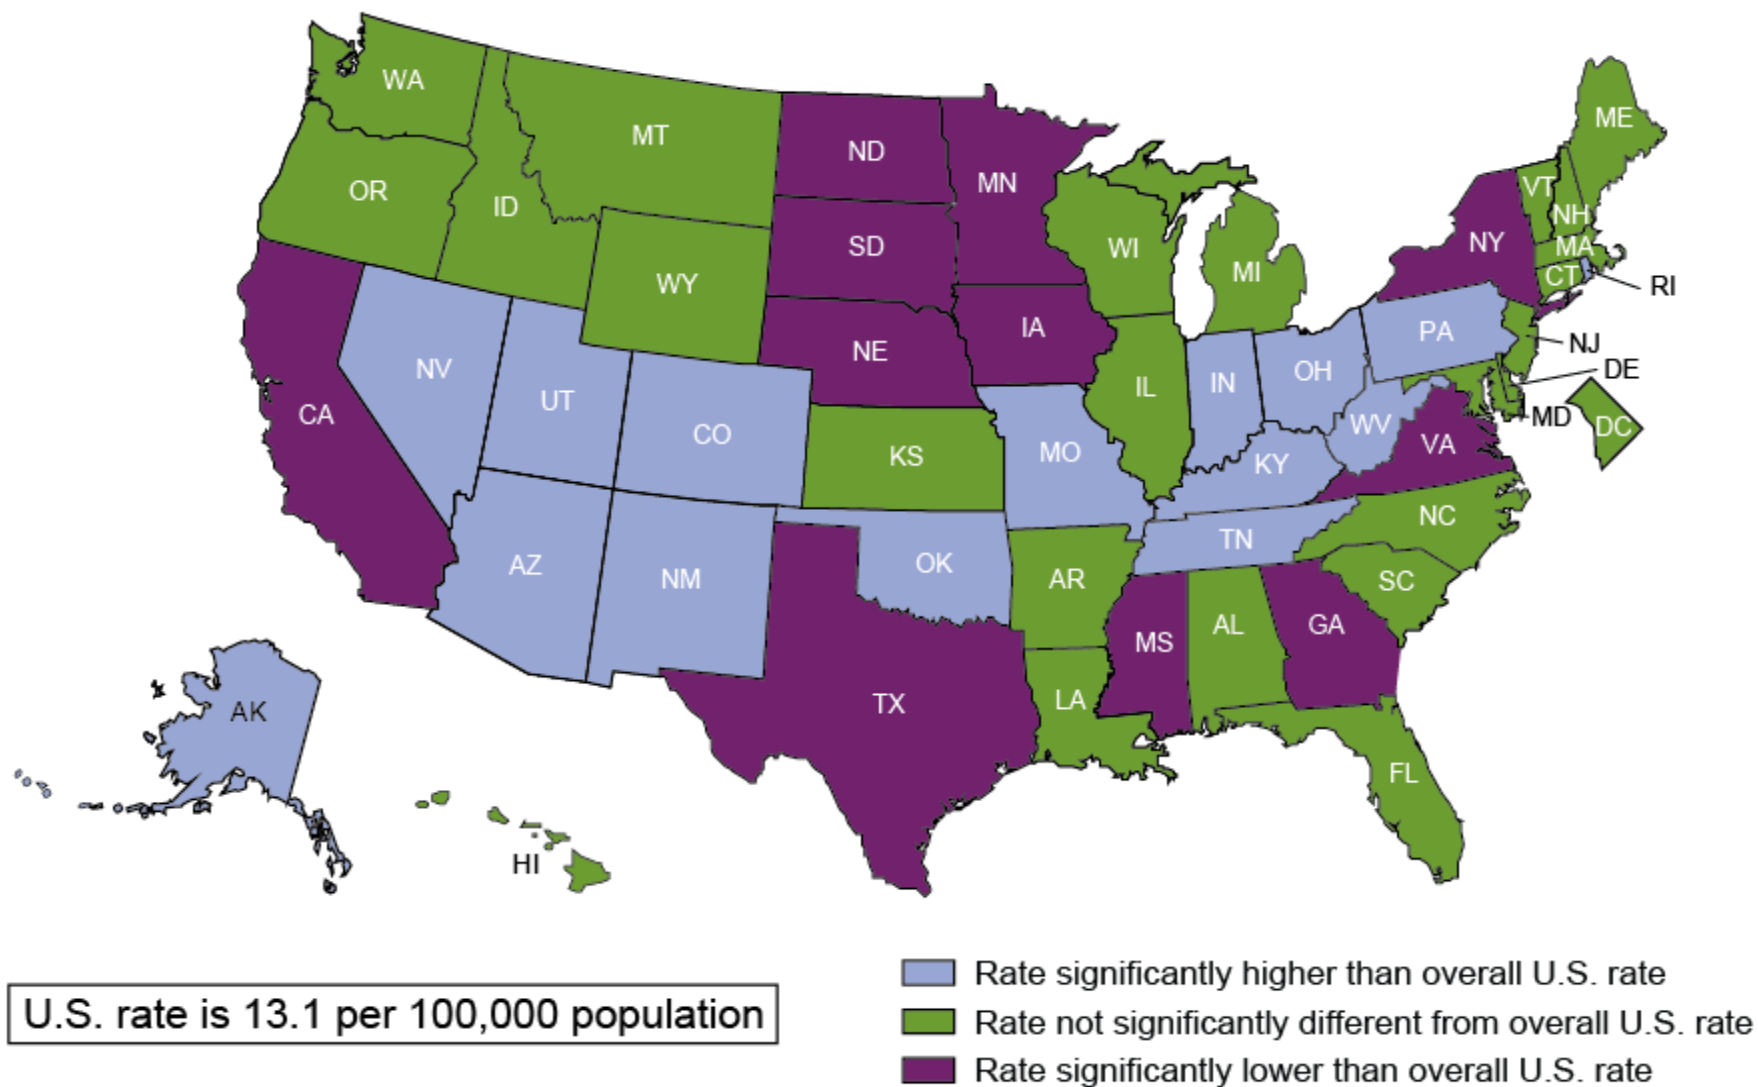 WA
MT
ND
MN
ME
OR
ID
SD
WI
MI
VT
NH
NY
MA
CT
RI
WY
IA
NE
PA
NJ
NV
UT
CO
IL
IN
OH
DE
MD
DC
CA
KS
MO
WV
VA
KY
NC
AZ
NM
OK
AR
TN
SC
MS
AL
GA
TX
LA
FL
AK
HI
U.S. rate is 13.1 per 100,000 population
Rate significantly higher than overall U.S. rate
Rate not significantly different from overall U.S. rate
Rate significantly lower than overall U.S. rate